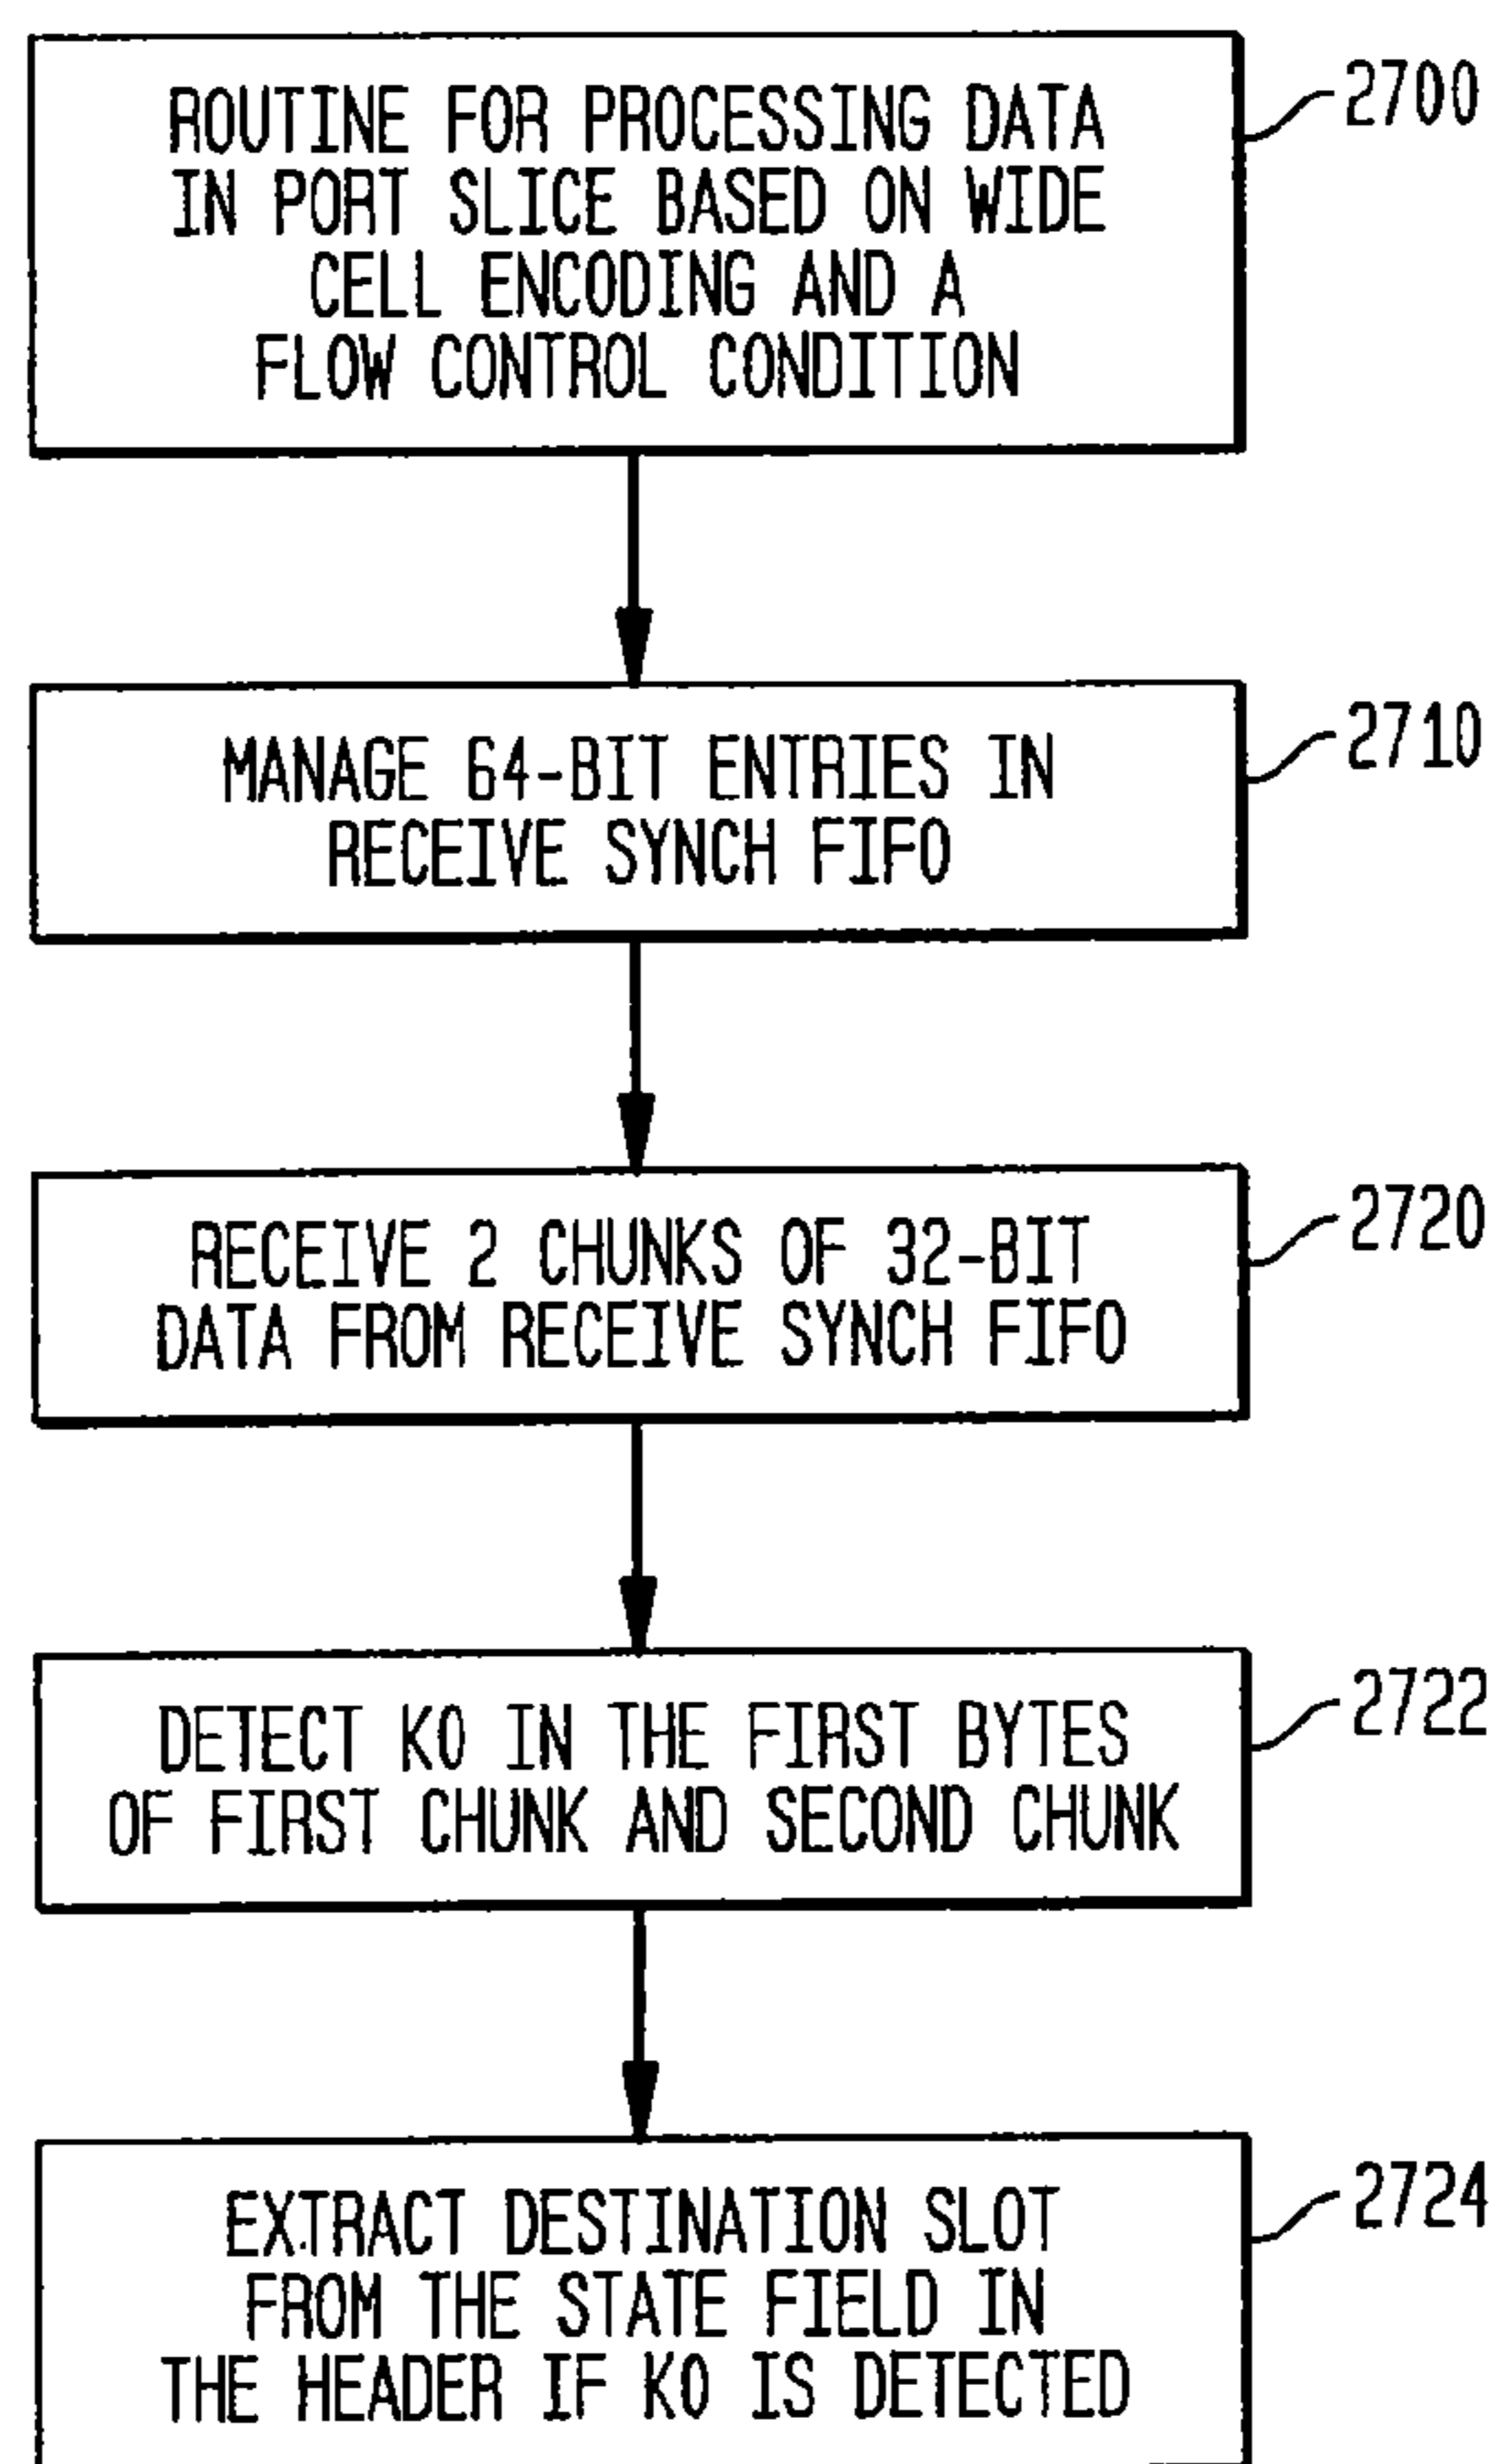 ROUTINE FOR PROCESSING DATA
IN PORT SLICE BASED ON WIDE
CELL ENCODING AND A
FLOW CONTROL CONDITION
2700
MANAGE 64-BIT ENTRIES IN
RECEIVE SYNCH FIFO
2710
RECEIVE 2 CHUNKS OF 32-BIT
DATA FROM RECEIVE SYNCH FIFO
2720
DETECT K0 IN THE FIRST BYTES
OF FIRST CHUNK AND SECOND CHUNK
2722
EXTRACT DESTINATION SLOT
FROM THE STATE FIELD IN
THE HEADER IF K0 IS DETECTED
2724